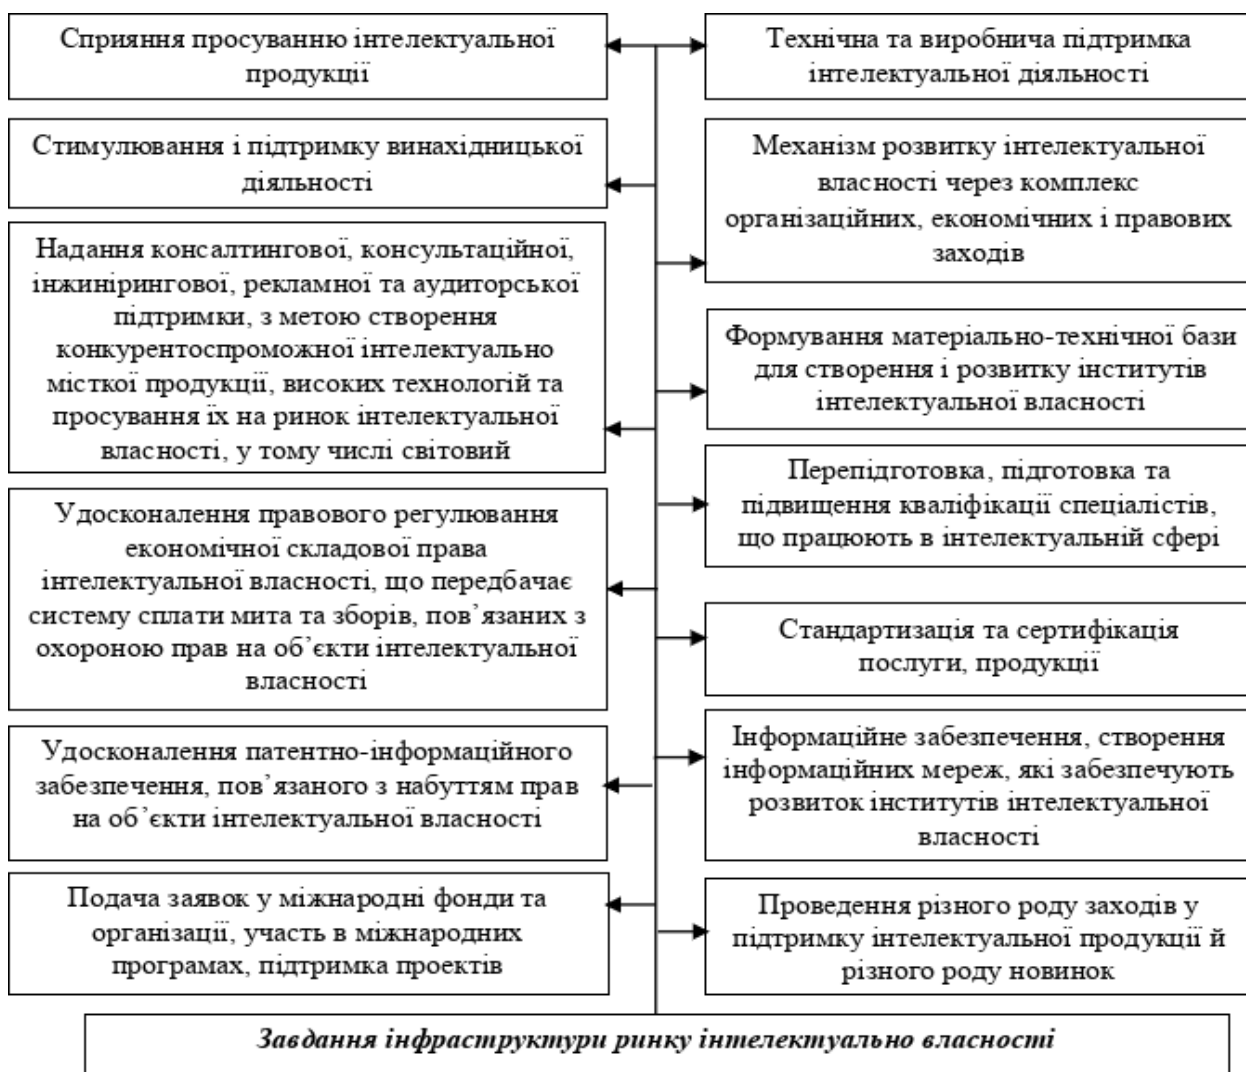 Сприяння просуванню інтелектуальної
продукції
Стимулювання і підтримку винахідницької
діяльності
Надання консалтингової, консультаційної,
інжинірингової, рекламної та аудиторської
підтримки, з метою створення
конкурентоспроможної інтелектуально
місткої продукції, високих технологій та
просування їх на ринок інтелектуальної
власності, у тому числі світовий
Удосконалення правового регулювання
економічної складової права
інтелектуальної власності, що передбачає
систему сплати мита та зборів, пов’язаних з
охороною прав на об’єкти інтелектуальної
власності
Удосконалення патентно-інформаційного
забезпечення, пов’язаного з набуттям прав
на об’єкти інтелектуальної власності
Подача заявок у міжнародні фонди та
організації, участь в міжнародних
програмах, підтримка проектів
Технічна та виробнича підтримка
інтелектуальної діяльності
Механізм розвитку інтелектуальної
власності через комплекс
організаційних, економічних і правових
заходів
Формування матеріально-технічної бази
для створення і розвитку інститутів
інтелектуальної власності
Перепідготовка, підготовка та
підвищення кваліфікації спеціалістів,
що працюють в інтелектуальній сфері
Стандартизація та сертифікація
послуги, продукції
Інформаційне забезпечення, створення
інформаційних мереж, які забезпечують
розвиток інститутів інтелектуальної
власності
Проведення різного роду заходів у
підтримку інтелектуальної продукції й
різного роду новинок
Завдання інфраструктури ринку інтелектуально власності